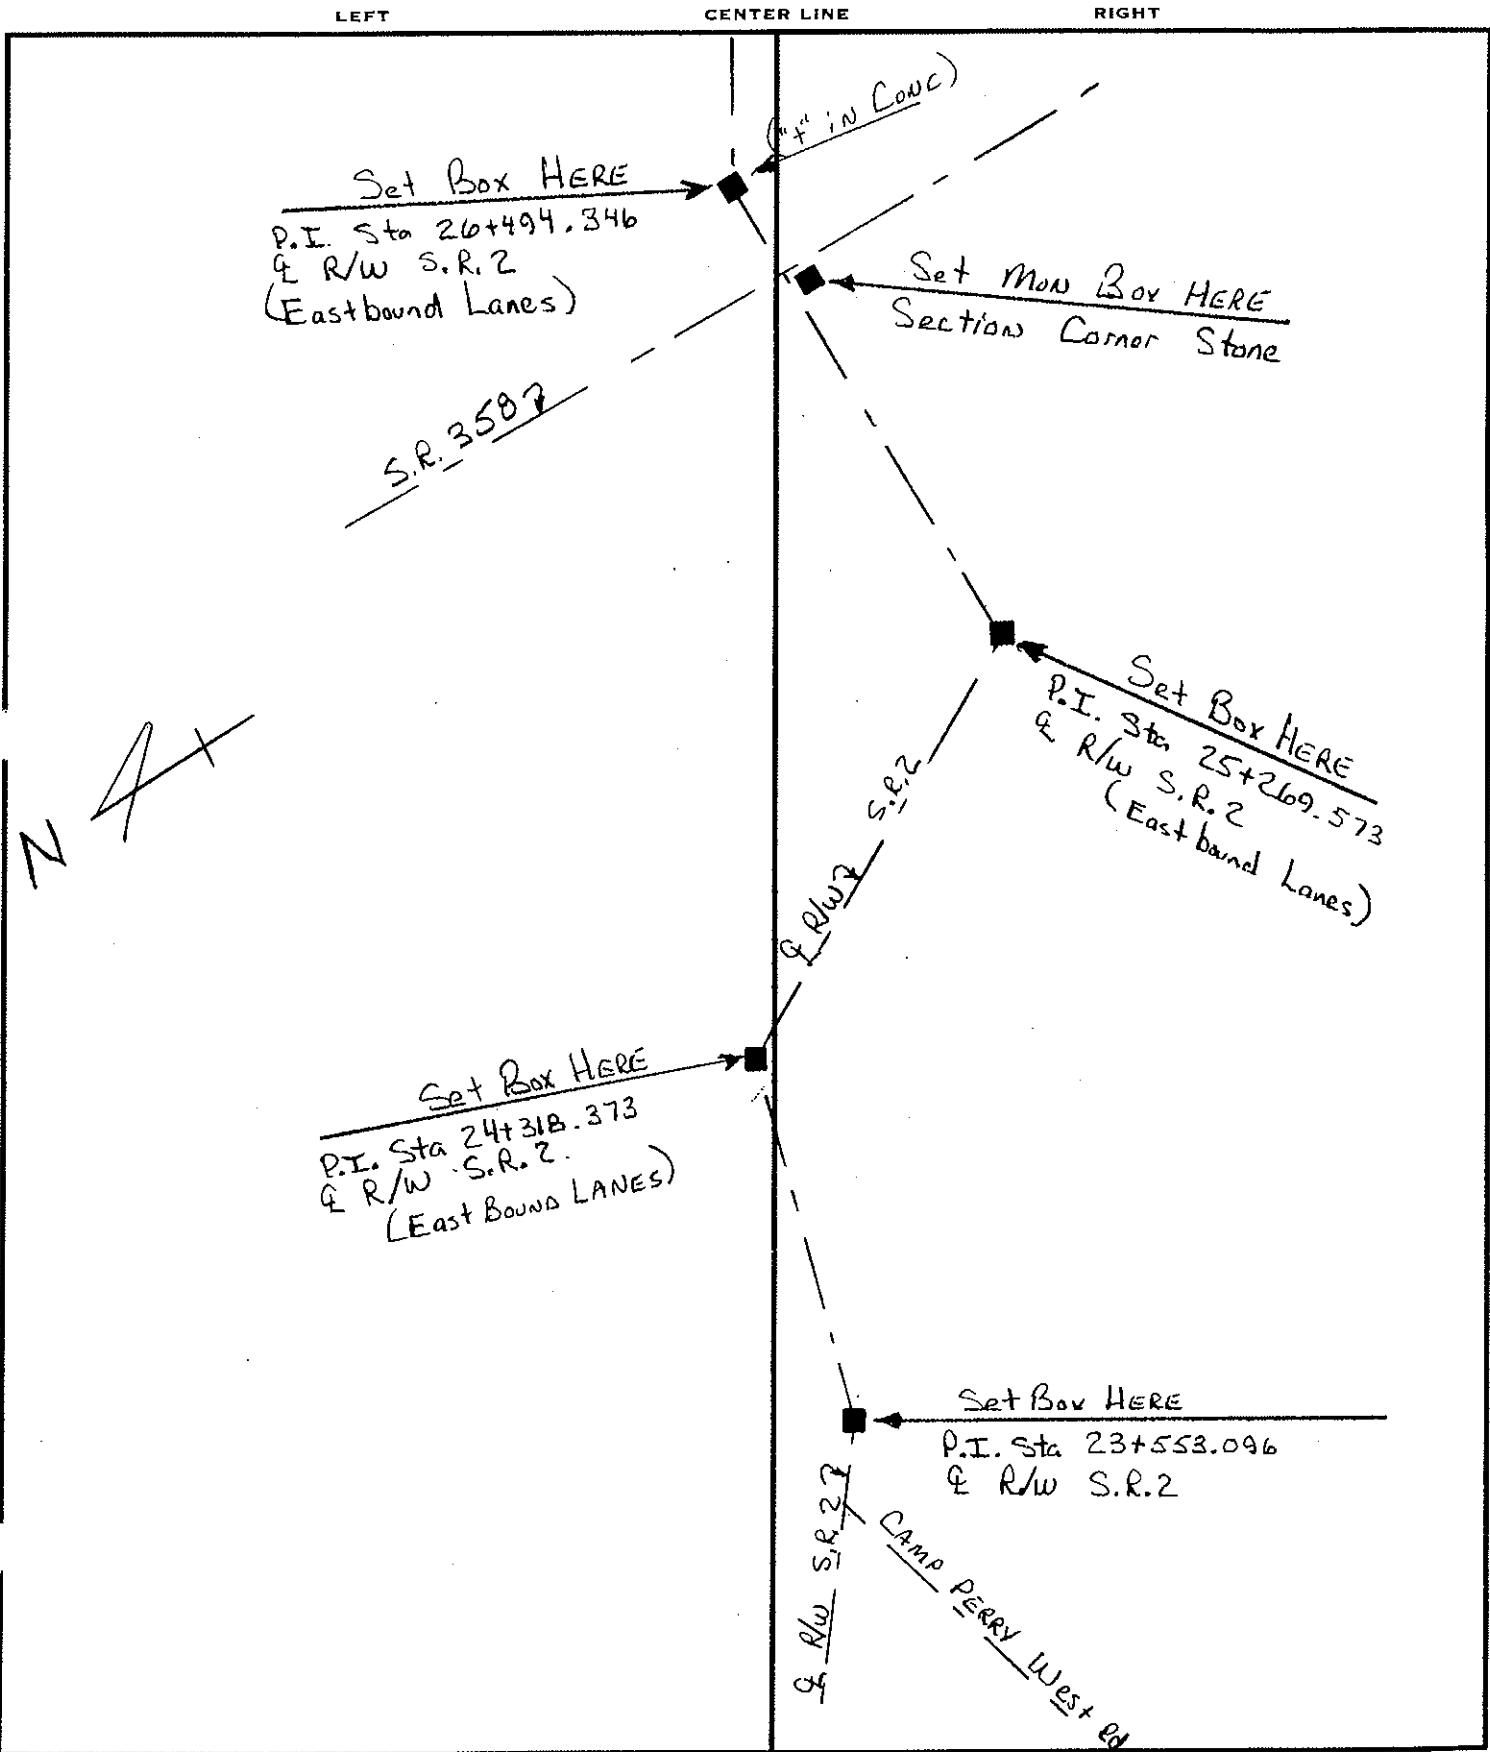 LEFT
CENTER LINE
RIGHT
("+" in CONC)
Set Box HERE
P.I. Sta 26+494.346
℄ R/W S.R.2
(Eastbound Lanes)
Set MON Box HERE
Section Cornor Stone
S.R. 358
Set Box HERE
P.I. Sta 25+269.573
℄ R/W S.R.2
(Eastbound Lanes)
N
℄ R/W S.R.2
Set Box HERE
P.I. Sta 24+318.373
℄ R/W S.R.2.
(East BOUND LANES)
Set Box HERE
P.I. Sta 23+553.096
℄ R/W S.R.2
℄ R/W S.R.2
CAMP PERRY West Rd